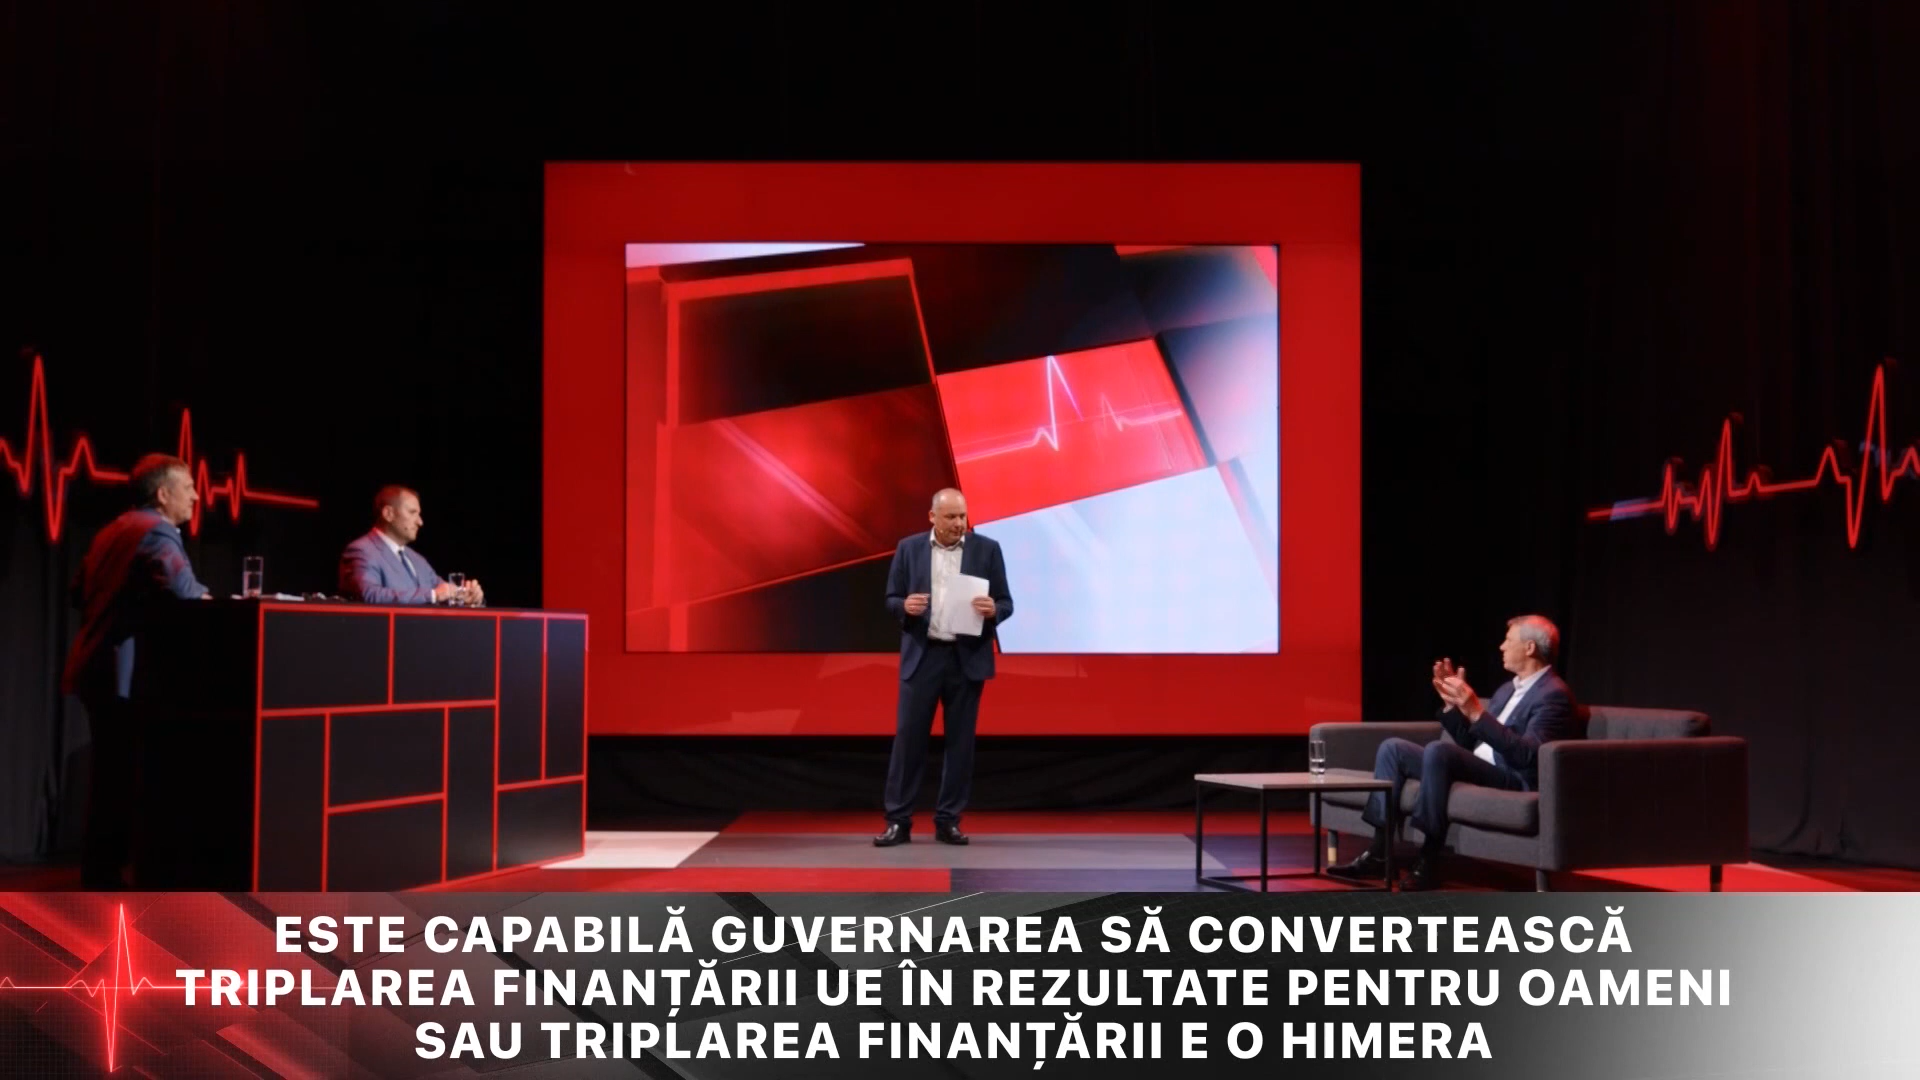 ESTE CAPABILĂ GUVERNAREA SĂ CONVERTEASCĂ
TRIPLAREA FINANȚĂRII UE ÎN REZULTATE PENTRU OAMENI
SAU TRIPLAREA FINANȚĂRII E O HIMERA